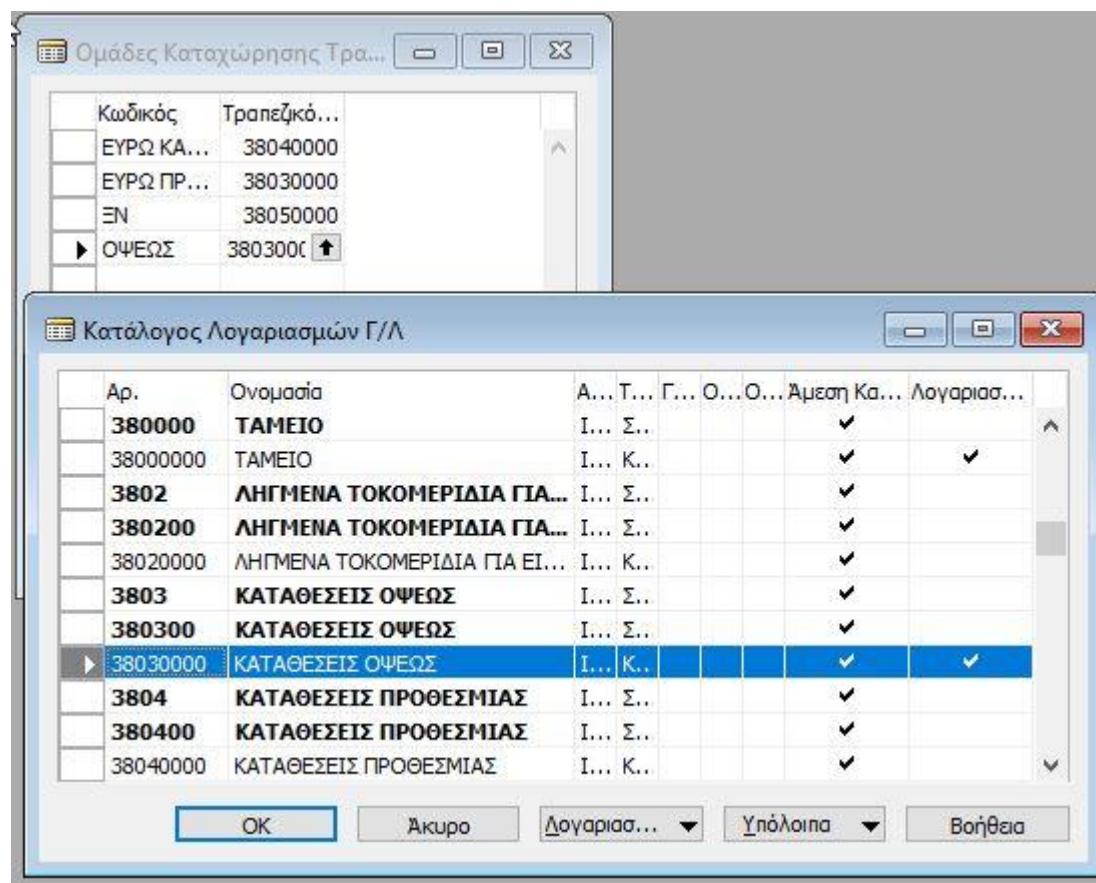 Ομάδες Καταχώρησης Τρα...
Κωδικός Τραπεζικό...
ΕΥΡΩ ΚΑ... 38040000
ΕΥΡΩ ΠΡ... 38030000
ΞΝ 38050000
ΟΨΕΩΣ 3803000
Κατάλογος Λογαριασμών Γ/Λ
Αρ. Ονομασία Α... Τ... Γ... Ο... Ο... Άμεση Κα... Λογαριασ...
380000 ΤΑΜΕΙΟ Ι... Σ...
38000000 ΤΑΜΕΙΟ Ι... Κ...
3802 ΛΗΓΜΕΝΑ ΤΟΚΟΜΕΡΙΔΙΑ ΓΙΑ... Ι... Σ...
380200 ΛΗΓΜΕΝΑ ΤΟΚΟΜΕΡΙΔΙΑ ΓΙΑ... Ι... Σ...
38020000 ΛΗΓΜΕΝΑ ΤΟΚΟΜΕΡΙΔΙΑ ΓΙΑ ΕΙ... Ι... Κ...
3803 ΚΑΤΑΘΕΣΕΙΣ ΟΨΕΩΣ Ι... Σ...
380300 ΚΑΤΑΘΕΣΕΙΣ ΟΨΕΩΣ Ι... Σ...
38030000 ΚΑΤΑΘΕΣΕΙΣ ΟΨΕΩΣ Ι... Κ...
3804 ΚΑΤΑΘΕΣΕΙΣ ΠΡΟΘΕΣΜΙΑΣ Ι... Σ...
380400 ΚΑΤΑΘΕΣΕΙΣ ΠΡΟΘΕΣΜΙΑΣ Ι... Σ...
38040000 ΚΑΤΑΘΕΣΕΙΣ ΠΡΟΘΕΣΜΙΑΣ Ι... Κ...
OK Άκυρο Λογαριασ... Υπόλοιπα Βοήθεια